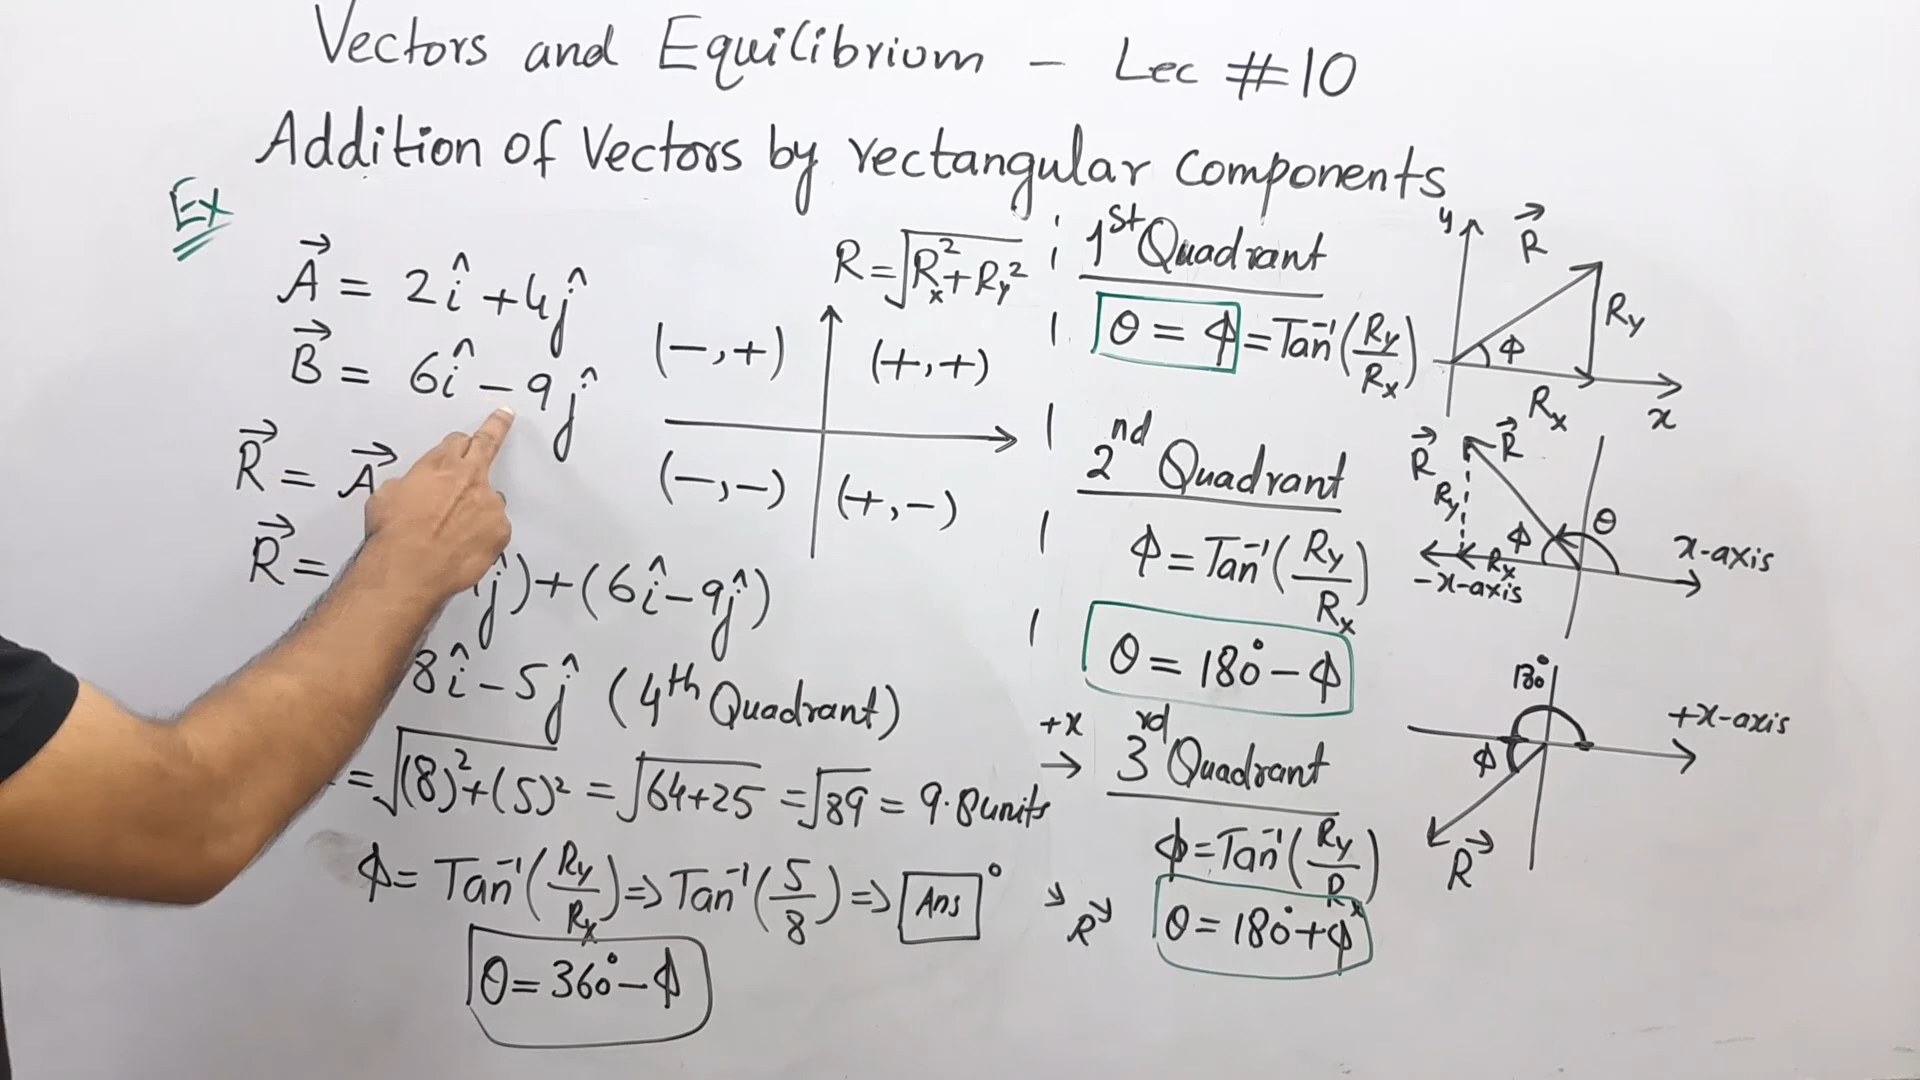 Vectors and Equilibrium - Lec #10
Addition of Vectors by rectangular components
Ex
A⃗ = 2î + 4ĵ
B⃗ = 6î - 9ĵ
R⃗ = A⃗
R⃗ = ĵ) + (6î - 9ĵ)
8î - 5ĵ (4th Quadrant)
= √(8)² + (5)² = √64+25 = √89 = 9.8 units
ϕ = Tan⁻¹(Ry/Rx) => Tan⁻¹(5/8) => Ans°
θ = 360° - ϕ
R = √Rx² + Ry²
(-,+)
(+,+)
(-,-)
(+,-)
1st Quadrant
θ = ϕ = Tan⁻¹(Ry/Rx)
2nd Quadrant
ϕ = Tan⁻¹(Ry/Rx)
θ = 180° - ϕ
+x
3rd Quadrant
ϕ = Tan⁻¹(Ry/Rx)
R⃗
θ = 180° + ϕ
y
R⃗
Ry
ϕ
Rx
x
R⃗
R⃗
Ry
ϕ
θ
Rx
x-axis
-x-axis
180°
+x-axis
ϕ
R⃗